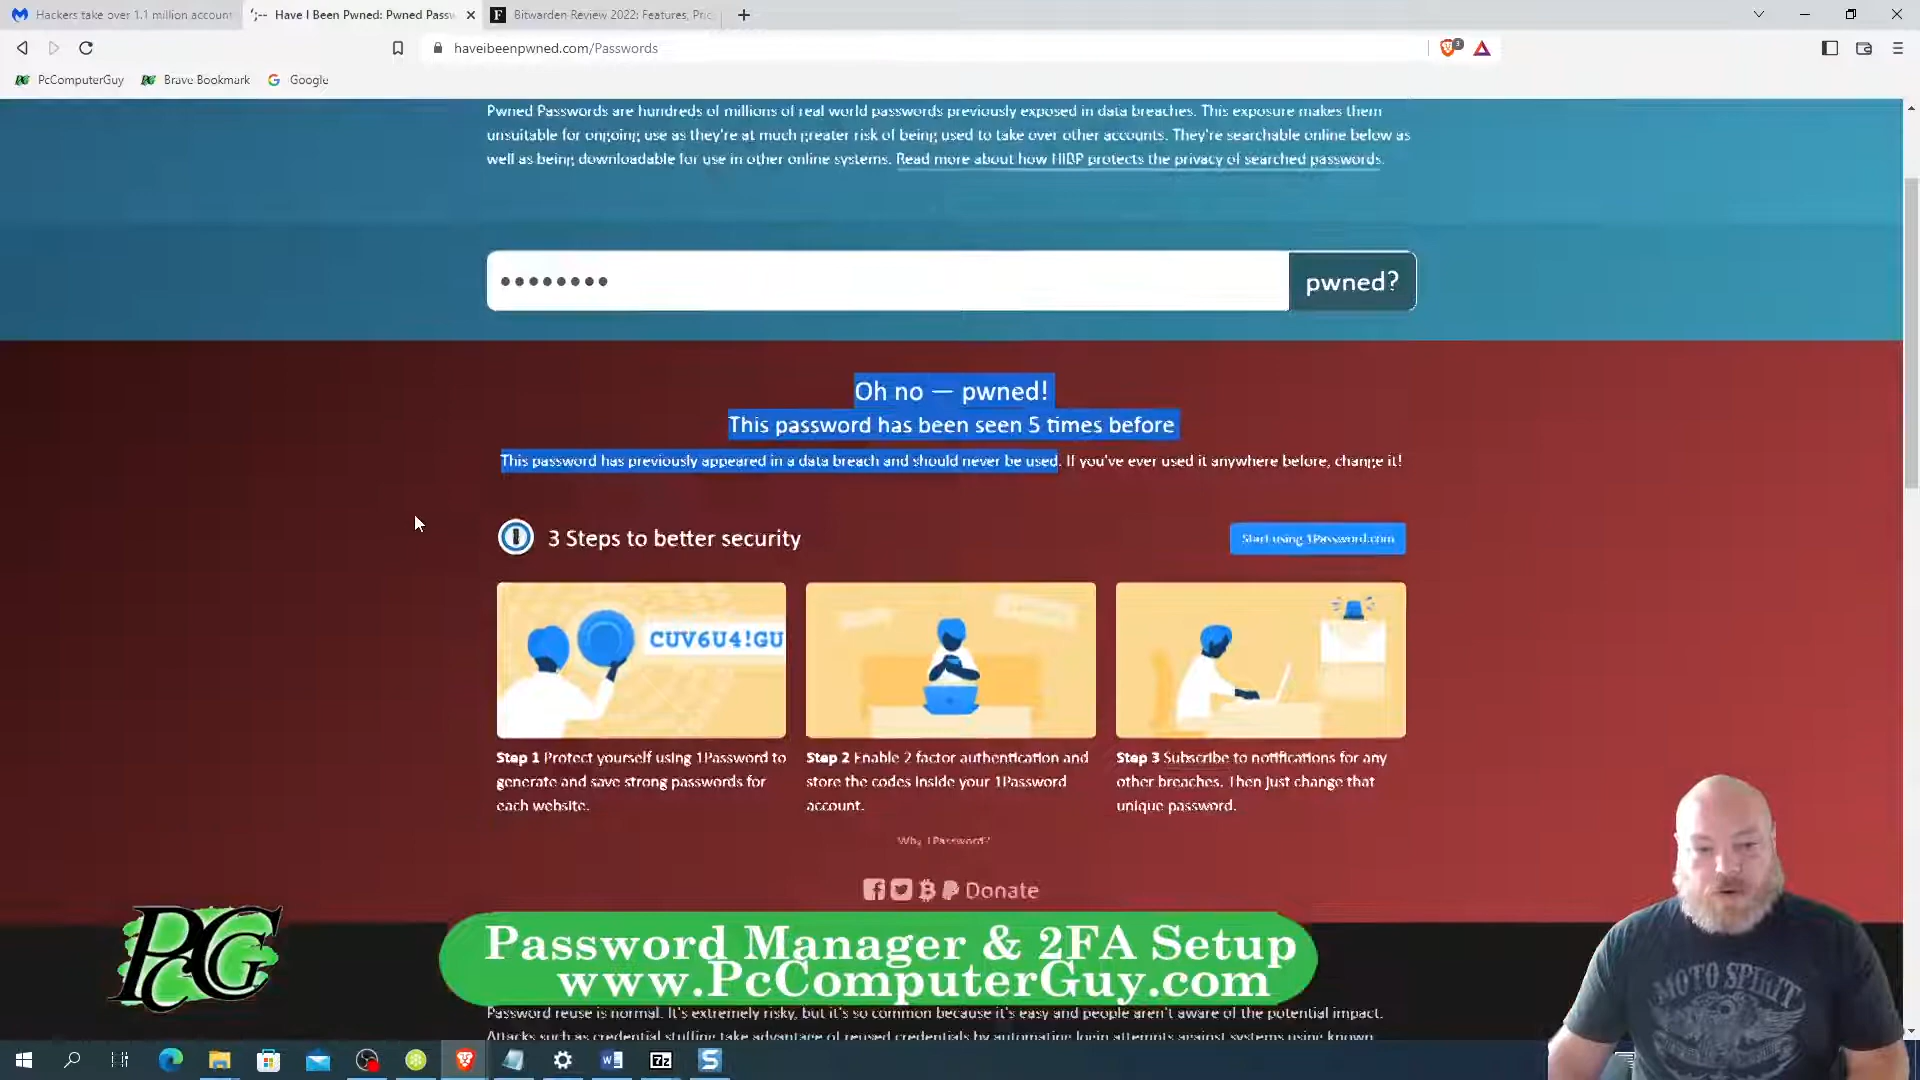 Hackers take over 1.1 million account
Have I Been Pwned: Pwned Passw
Bitwarden Review 2022: Features, Pric
haveibeenpwned.com/Passwords
3
PcComputerGuy
Brave Bookmark
Google
Pwned Passwords are hundreds of millions of real world passwords previously exposed in data breaches. This exposure makes them
unsuitable for ongoing use as they're at much greater risk of being used to take over other accounts. They're searchable online below as
well as being downloadable for use in other online systems. Read more about how HIBP protects the privacy of searched passwords.
pwned?
Oh no — pwned!
This password has been seen 5 times before
This password has previously appeared in a data breach and should never be used. If you've ever used it anywhere before, change it!
3 Steps to better security
Start using 1Password.com
CUV6U4!GU
Step 1 Protect yourself using 1Password to
generate and save strong passwords for
each website.
Step 2 Enable 2 factor authentication and
store the codes inside your 1Password
account.
Step 3 Subscribe to notifications for any
other breaches. Then just change that
unique password.
Why 1Password?
Donate
PCG
Password Manager & 2FA Setup
www.PcComputerGuy.com
Password reuse is normal. It's extremely risky, but it's so common because it's easy and people aren't aware of the potential impact.
Attacks such as credential stuffing take advantage of reused credentials by automating login attempts against systems using known
MOTO SPIRIT
7z